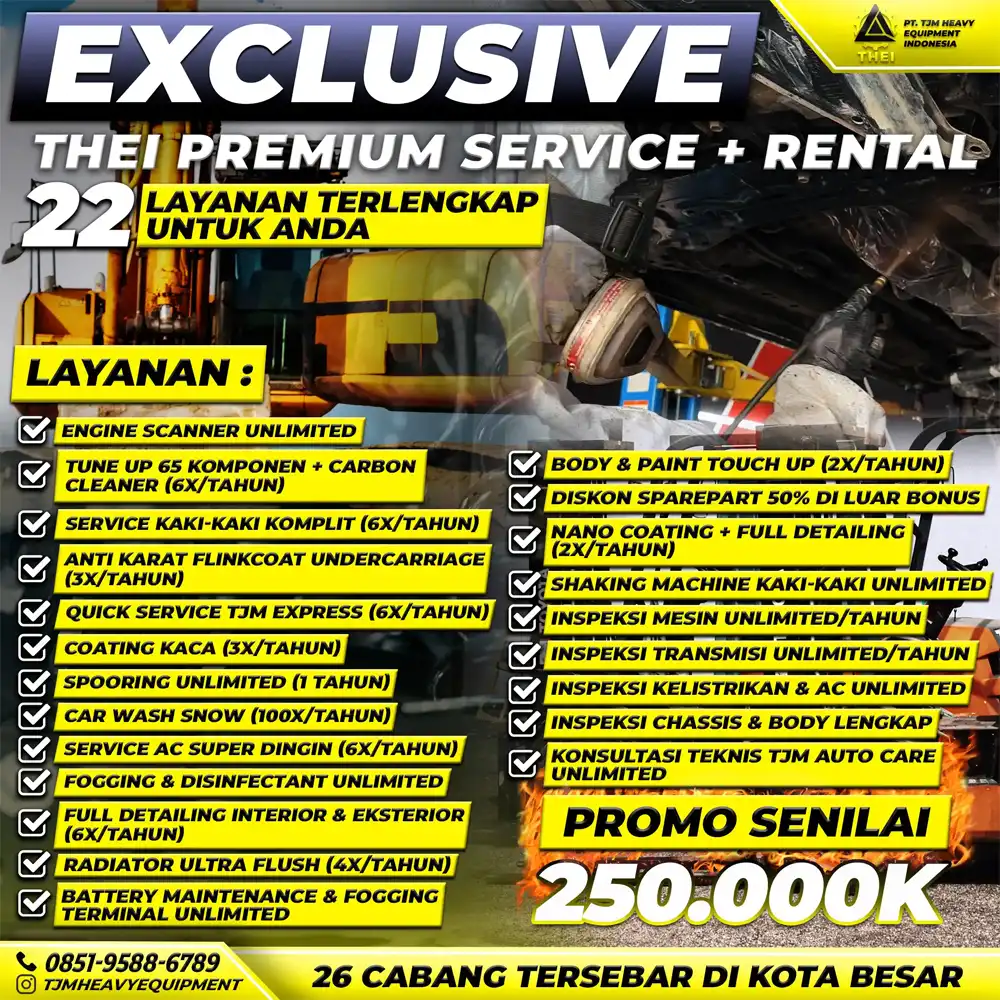 EXCLUSIVE
PT. TJM HEAVY
EQUIPMENT
INDONESIA
THEI
THEI PREMIUM SERVICE + RENTAL
22
LAYANAN TERLENGKAP
UNTUK ANDA
LAYANAN :
ENGINE SCANNER UNLIMITED
TUNE UP 65 KOMPONEN + CARBON
CLEANER (6X/TAHUN)
SERVICE KAKI-KAKI KOMPLIT (6X/TAHUN)
ANTI KARAT FLINKCOAT UNDERCARRIAGE
(3X/TAHUN)
QUICK SERVICE TJM EXPRESS (6X/TAHUN)
COATING KACA (3X/TAHUN)
SPOORING UNLIMITED (1 TAHUN)
CAR WASH SNOW (100X/TAHUN)
SERVICE AC SUPER DINGIN (6X/TAHUN)
FOGGING & DISINFECTANT UNLIMITED
FULL DETAILING INTERIOR & EKSTERIOR
(6X/TAHUN)
RADIATOR ULTRA FLUSH (4X/TAHUN)
BATTERY MAINTENANCE & FOGGING
TERMINAL UNLIMITED
BODY & PAINT TOUCH UP (2X/TAHUN)
DISKON SPAREPART 50% DI LUAR BONUS
NANO COATING + FULL DETAILING
(2X/TAHUN)
SHAKING MACHINE KAKI-KAKI UNLIMITED
INSPEKSI MESIN UNLIMITED/TAHUN
INSPEKSI TRANSMISI UNLIMITED/TAHUN
INSPEKSI KELISTRIKAN & AC UNLIMITED
INSPEKSI CHASSIS & BODY LENGKAP
KONSULTASI TEKNIS TJM AUTO CARE
UNLIMITED
PROMO SENILAI
250.000K
0851-9588-6789
TJMHEAVYEQUIPMENT
26 CABANG TERSEBAR DI KOTA BESAR